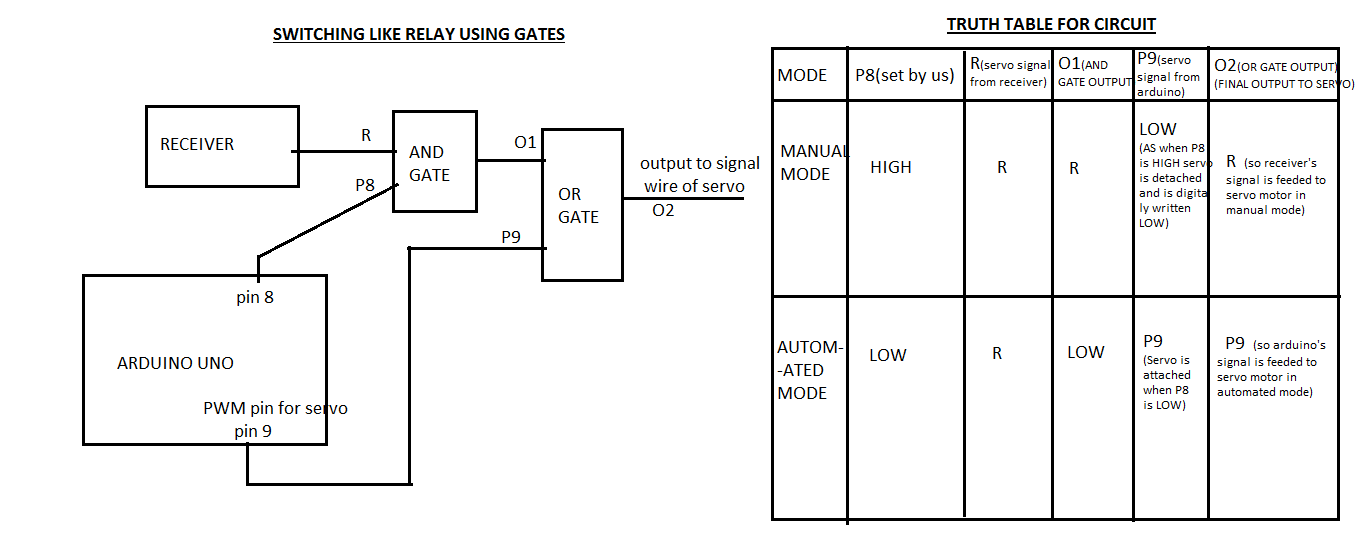 SWITCHING LIKE RELAY USING GATES
RECEIVER
R
P8
AND
GATE
O1
OR
GATE
P9
output to signal
wire of servo
O2
pin 8
ARDUINO UNO
PWM pin for servo
pin 9
TRUTH TABLE FOR CIRCUIT
MODE
P8(set by us)
R(servo signal
from receiver)
O1(AND
GATE OUTPUT
P9(servo
signal from
arduino)
O2(OR GATE OUTPUT)
(FINAL OUTPUT TO SERVO)
MANUAL
MODE
HIGH
R
R
LOW
(AS when P8
is HIGH servo
is detached
and is digita
ly written
LOW)
R (so receiver's
signal is feeded to
servo motor in
manual mode)
AUTOM-
-ATED
MODE
LOW
R
LOW
P9
(Servo is
attached
when P8
is LOW)
P9 (so arduino's
signal is feeded to
servo motor in
automated mode)